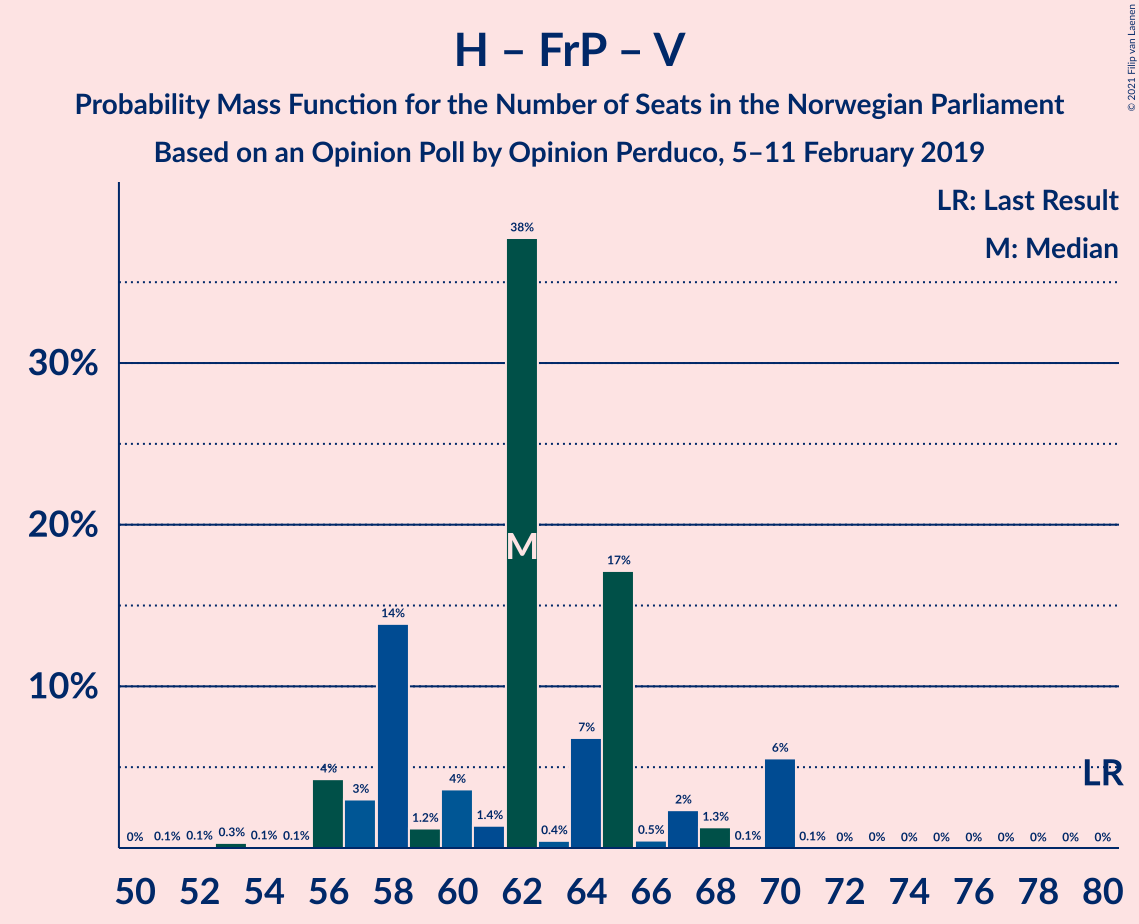 © 2021 Filip van Laenen
H – FrP – V
Probability Mass Function for the Number of Seats in the Norwegian Parliament
Based on an Opinion Poll by Opinion Perduco, 5–11 February 2019
LR: Last Result
M: Median
30%
20%
10%
0% 0.1% 0.1% 0.3% 0.1% 0.1% 4% 3% 14% 1.2% 4% 1.4% 38% 0.4% 7% 17% 0.5% 2% 1.3% 0.1% 6% 0.1% 0% 0% 0% 0% 0% 0% 0% 0% 0%
M
LR
50 52 54 56 58 60 62 64 66 68 70 72 74 76 78 80